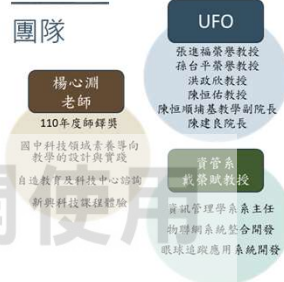 團隊
UFO
張進福榮譽教授
孫台平榮譽教授
洪政欣教授
陳恒佑教授
陳恒順埔基教學副院長
陳建良院長
楊心淵
老師
110年度師鐸獎
國中科技領域素養導向
教學的設計與實踐
自造教育及科技中心諮詢
新興科技課程體驗
資管系
戴榮賦教授
資訊管理學系系主任
物聯網系統整合開發
眼球追蹤應用系統開發
開使用